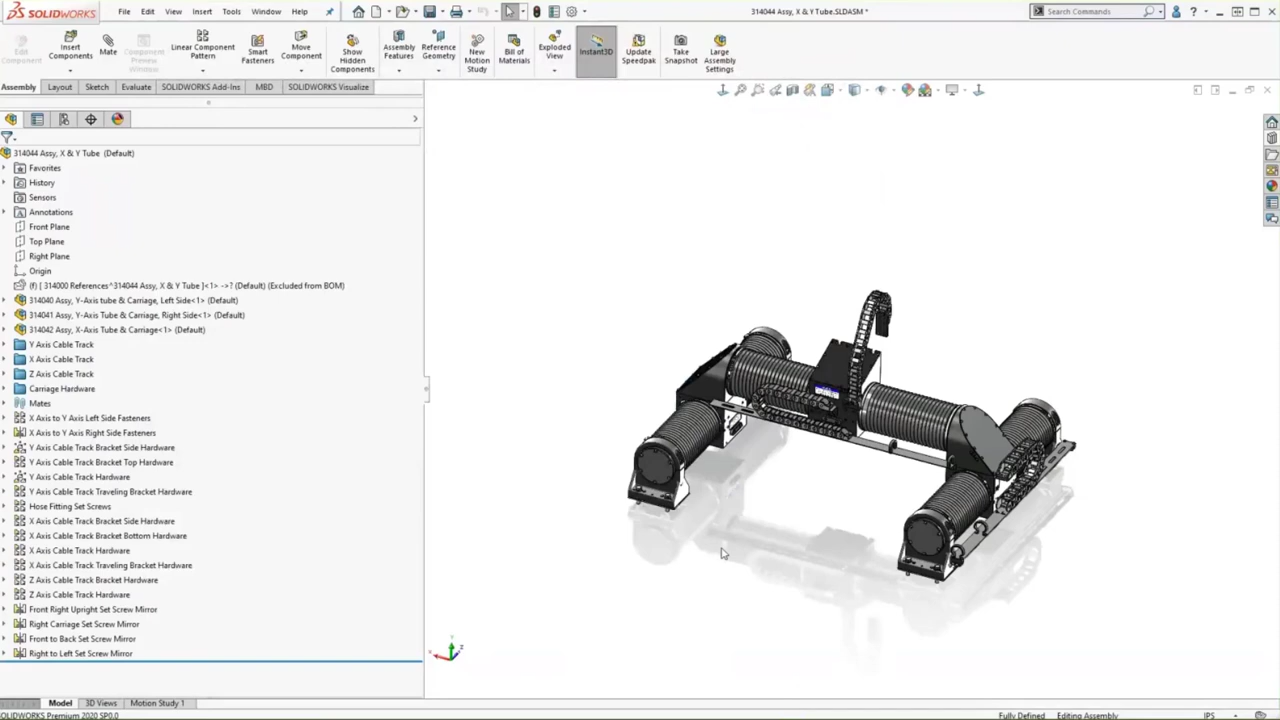 SOLIDWORKS
File Edit View Insert Tools Window Help
314044 Assy, X & Y Tube.SLDASM *
Search Commands
Edit Component
Insert Components
Mate
Component Preview Window
Linear Component Pattern
Smart Fasteners
Move Component
Show Hidden Components
Assembly Features
Reference Geometry
New Motion Study
Bill of Materials
Exploded View
Instant3D
Update Speedpak
Take Snapshot
Large Assembly Settings
Assembly Layout Sketch Evaluate SOLIDWORKS Add-Ins MBD SOLIDWORKS Visualize
314044 Assy, X & Y Tube (Default)
Favorites
History
Sensors
Annotations
Front Plane
Top Plane
Right Plane
Origin
(f) [ 314000 References^314044 Assy, X & Y Tube ]<1> ->? (Default) (Excluded from BOM)
314040 Assy, Y-Axis tube & Carriage, Left Side<1> (Default)
314041 Assy, Y-Axis Tube & Carriage, Right Side<1> (Default)
314042 Assy, X-Axis Tube & Carriage<1> (Default)
Y Axis Cable Track
X Axis Cable Track
Z Axis Cable Track
Carriage Hardware
Mates
X Axis to Y Axis Left Side Fasteners
X Axis to Y Axis Right Side Fasteners
Y Axis Cable Track Bracket Side Hardware
Y Axis Cable Track Bracket Top Hardware
Y Axis Cable Track Hardware
Y Axis Cable Track Traveling Bracket Hardware
Hose Fitting Set Screws
X Axis Cable Track Bracket Side Hardware
X Axis Cable Track Bracket Bottom Hardware
X Axis Cable Track Hardware
X Axis Cable Track Traveling Bracket Hardware
Z Axis Cable Track Bracket Hardware
Z Axis Cable Track Hardware
Front Right Upright Set Screw Mirror
Right Carriage Set Screw Mirror
Front to Back Set Screw Mirror
Right to Left Set Screw Mirror
Model 3D Views Motion Study 1
SOLIDWORKS Premium 2020 SP0.0
Fully Defined Editing Assembly IPS